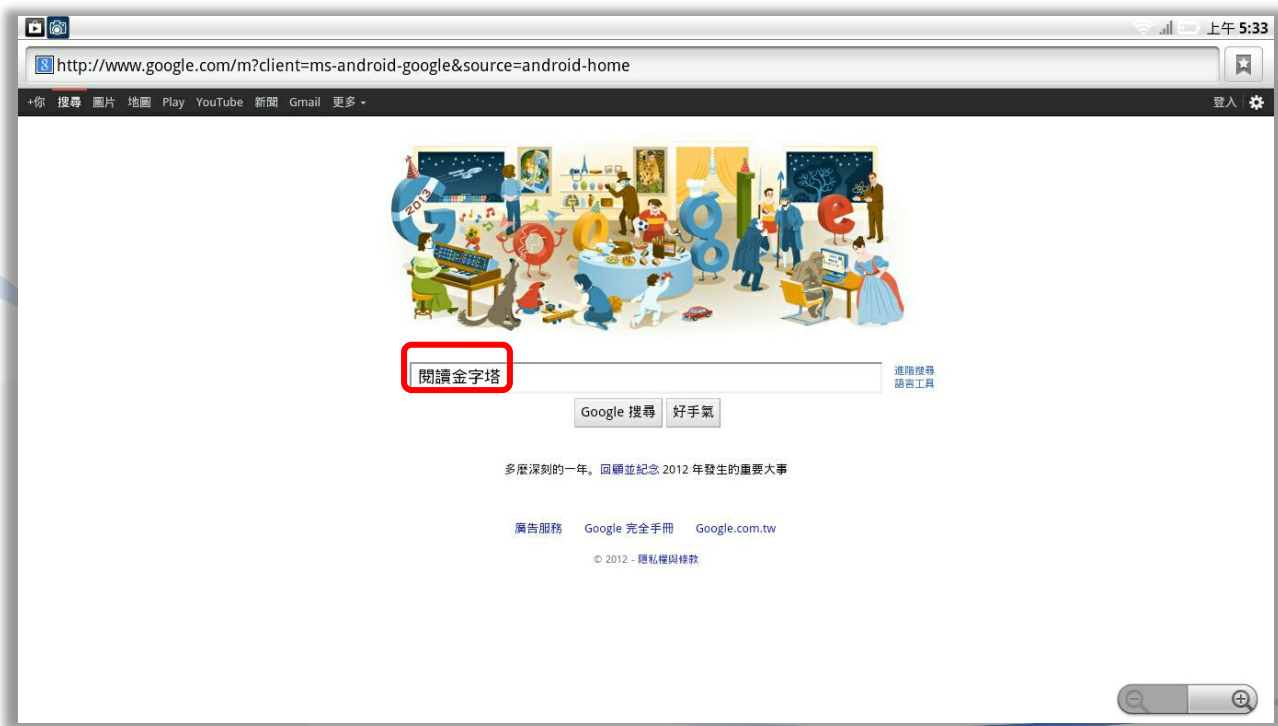 上午 5:33
http://www.google.com/m?client=ms-android-google&source=android-home
+你 搜尋 圖片 地圖 Play YouTube 新聞 Gmail 更多 登入
2013
Google
閱讀金字塔
進階搜尋
語言工具
Google 搜尋 好手氣
多麼深刻的一年。回顧並紀念 2012 年發生的重要大事
廣告服務 Google 完全手冊 Google.com.tw
© 2012 - 隱私權與條款